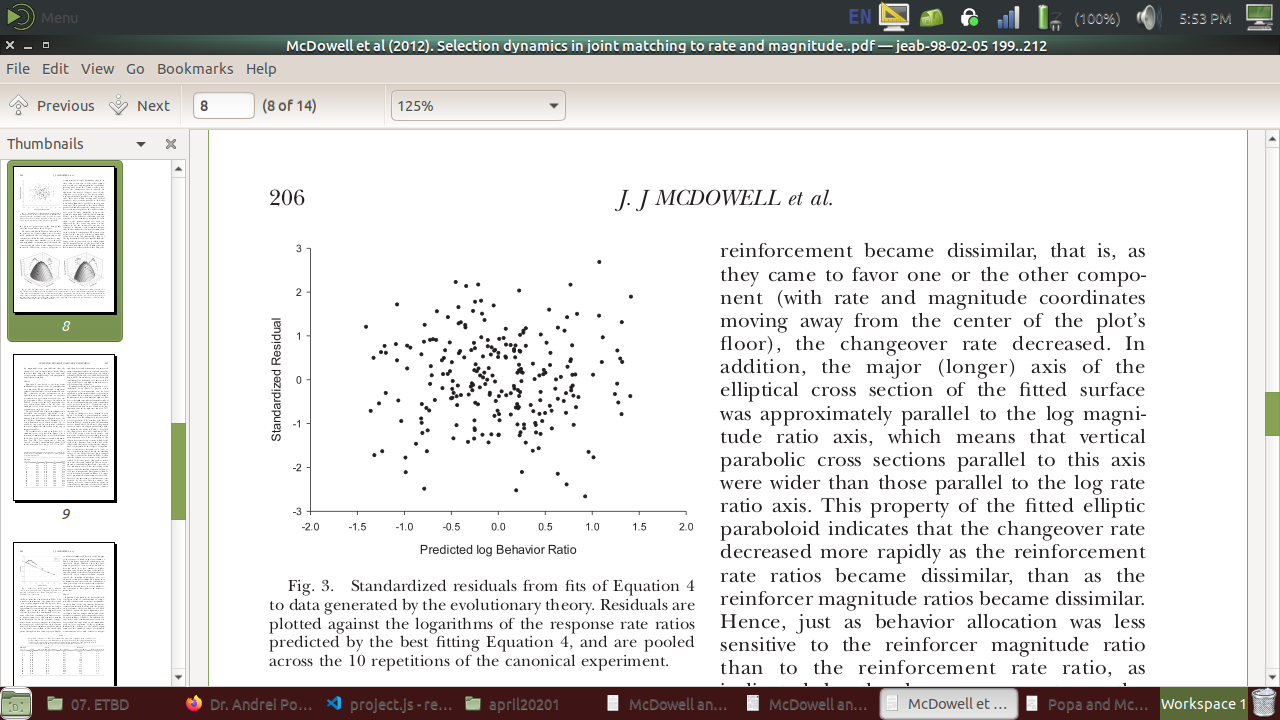 Menu
EN
(100%)
5:53 PM
McDowell et al (2012). Selection dynamics in joint matching to rate and magnitude..pdf — jeab-98-02-05 199..212
File Edit View Go Bookmarks Help
Previous Next 8 (8 of 14) 125%
Thumbnails
8
9
206
J. J MCDOWELL et al.
3
2
1
0
-1
-2
-3
Standardized Residual
-2.0 -1.5 -1.0 -0.5 0.0 0.5 1.0 1.5 2.0
Predicted log Behavior Ratio
Fig. 3. Standardized residuals from fits of Equation 4
to data generated by the evolutionary theory. Residuals are
plotted against the logarithms of the response rate ratios
predicted by the best fitting Equation 4, and are pooled
across the 10 repetitions of the canonical experiment.
reinforcement became dissimilar, that is, as
they came to favor one or the other compo-
nent (with rate and magnitude coordinates
moving away from the center of the plot's
floor), the changeover rate decreased. In
addition, the major (longer) axis of the
elliptical cross section of the fitted surface
was approximately parallel to the log magni-
tude ratio axis, which means that vertical
parabolic cross sections parallel to this axis
were wider than those parallel to the log rate
ratio axis. This property of the fitted elliptic
paraboloid indicates that the changeover rate
decreased more rapidly as the reinforcement
rate ratios became dissimilar, than as the
reinforcer magnitude ratios became dissimilar.
Hence, just as behavior allocation was less
sensitive to the reinforcer magnitude ratio
than to the reinforcement rate ratio, as
07. ETBD
Dr. Andrei Po...
project.js - re...
april20201
McDowell an...
McDowell an...
McDowell et ...
Popa and Mc...
Workspace 1